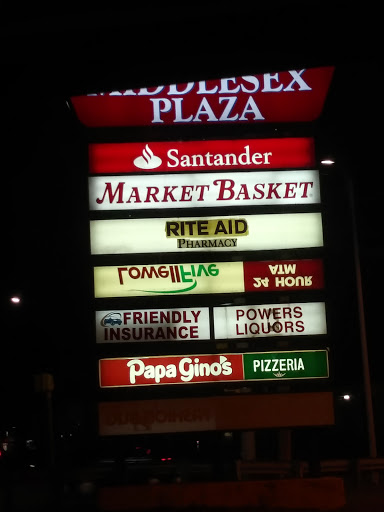 MIDDLESEX
PLAZA
Santander
MARKET BASKET
RITE AID
PHARMACY
LowellFive
24 HOUR
ATM
FRIENDLY
INSURANCE
POWERS
LIQUORS
Papa Gino's
PIZZERIA